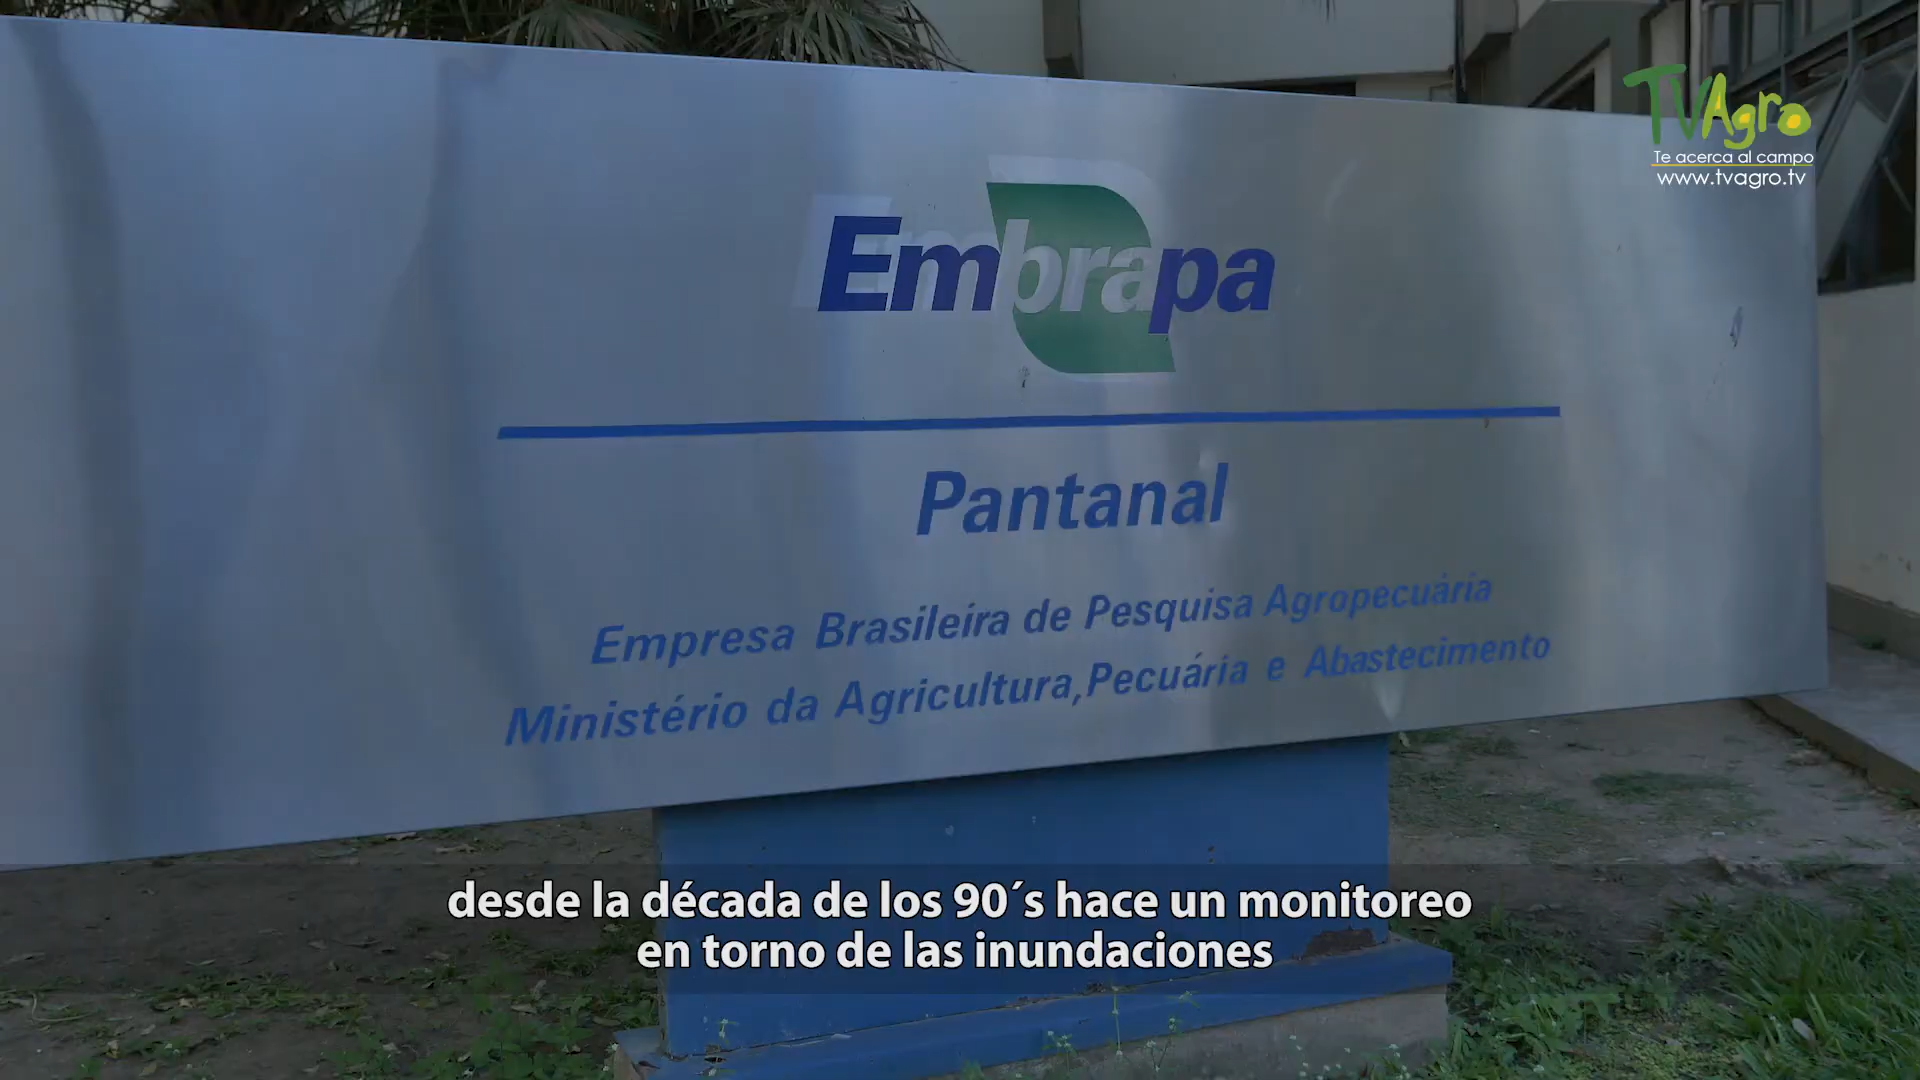 TVAgro
Te acerca al campo
www.tvagro.tv
Embrapa
Pantanal
Empresa Brasileira de Pesquisa Agropecuária
Ministério da Agricultura, Pecuária e Abastecimento
desde la década de los 90´s hace un monitoreo
en torno de las inundaciones